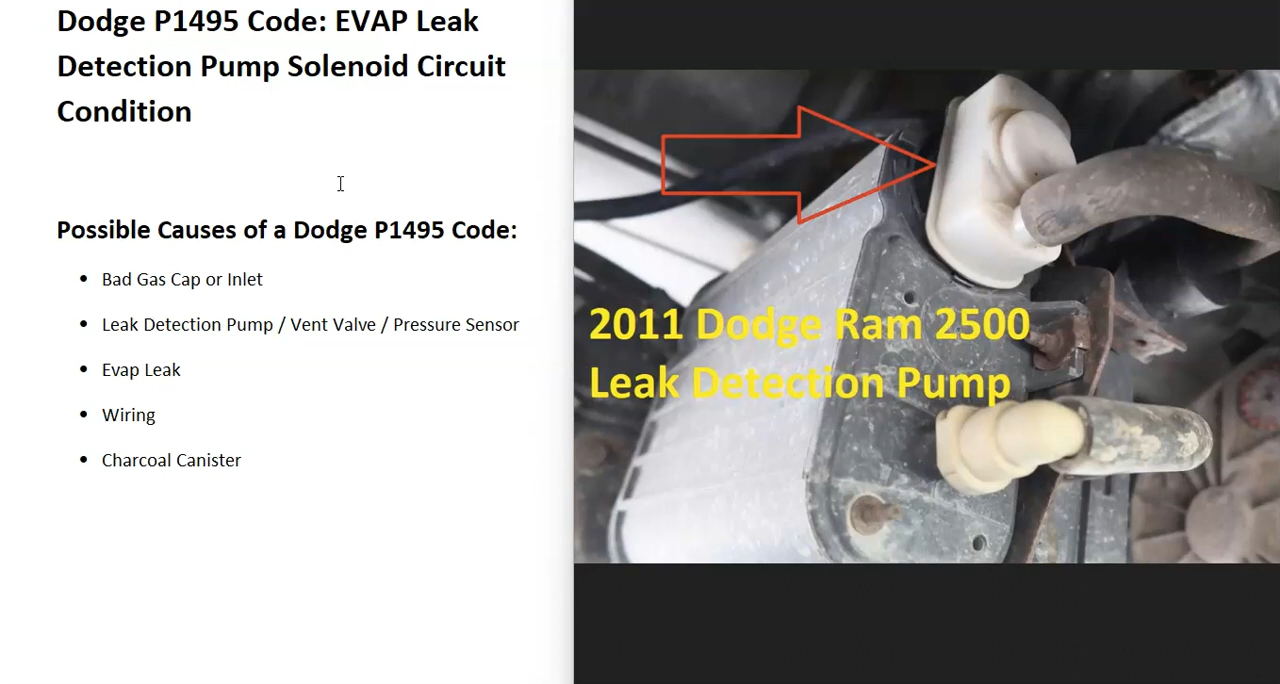 Dodge P1495 Code: EVAP Leak
Detection Pump Solenoid Circuit
Condition
Possible Causes of a Dodge P1495 Code:
• Bad Gas Cap or Inlet
• Leak Detection Pump / Vent Valve / Pressure Sensor
• Evap Leak
• Wiring
• Charcoal Canister
2011 Dodge Ram 2500
Leak Detection Pump